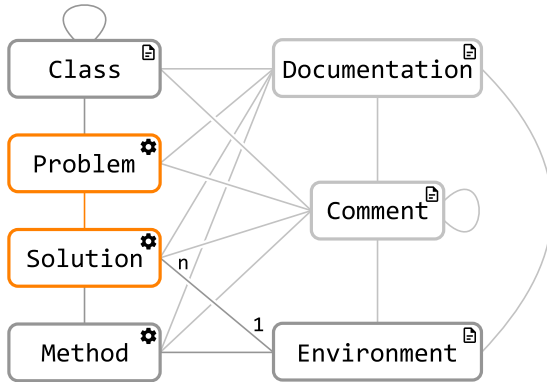 Class
Documentation
Problem
Comment
Solution
n
1
Method
Environment